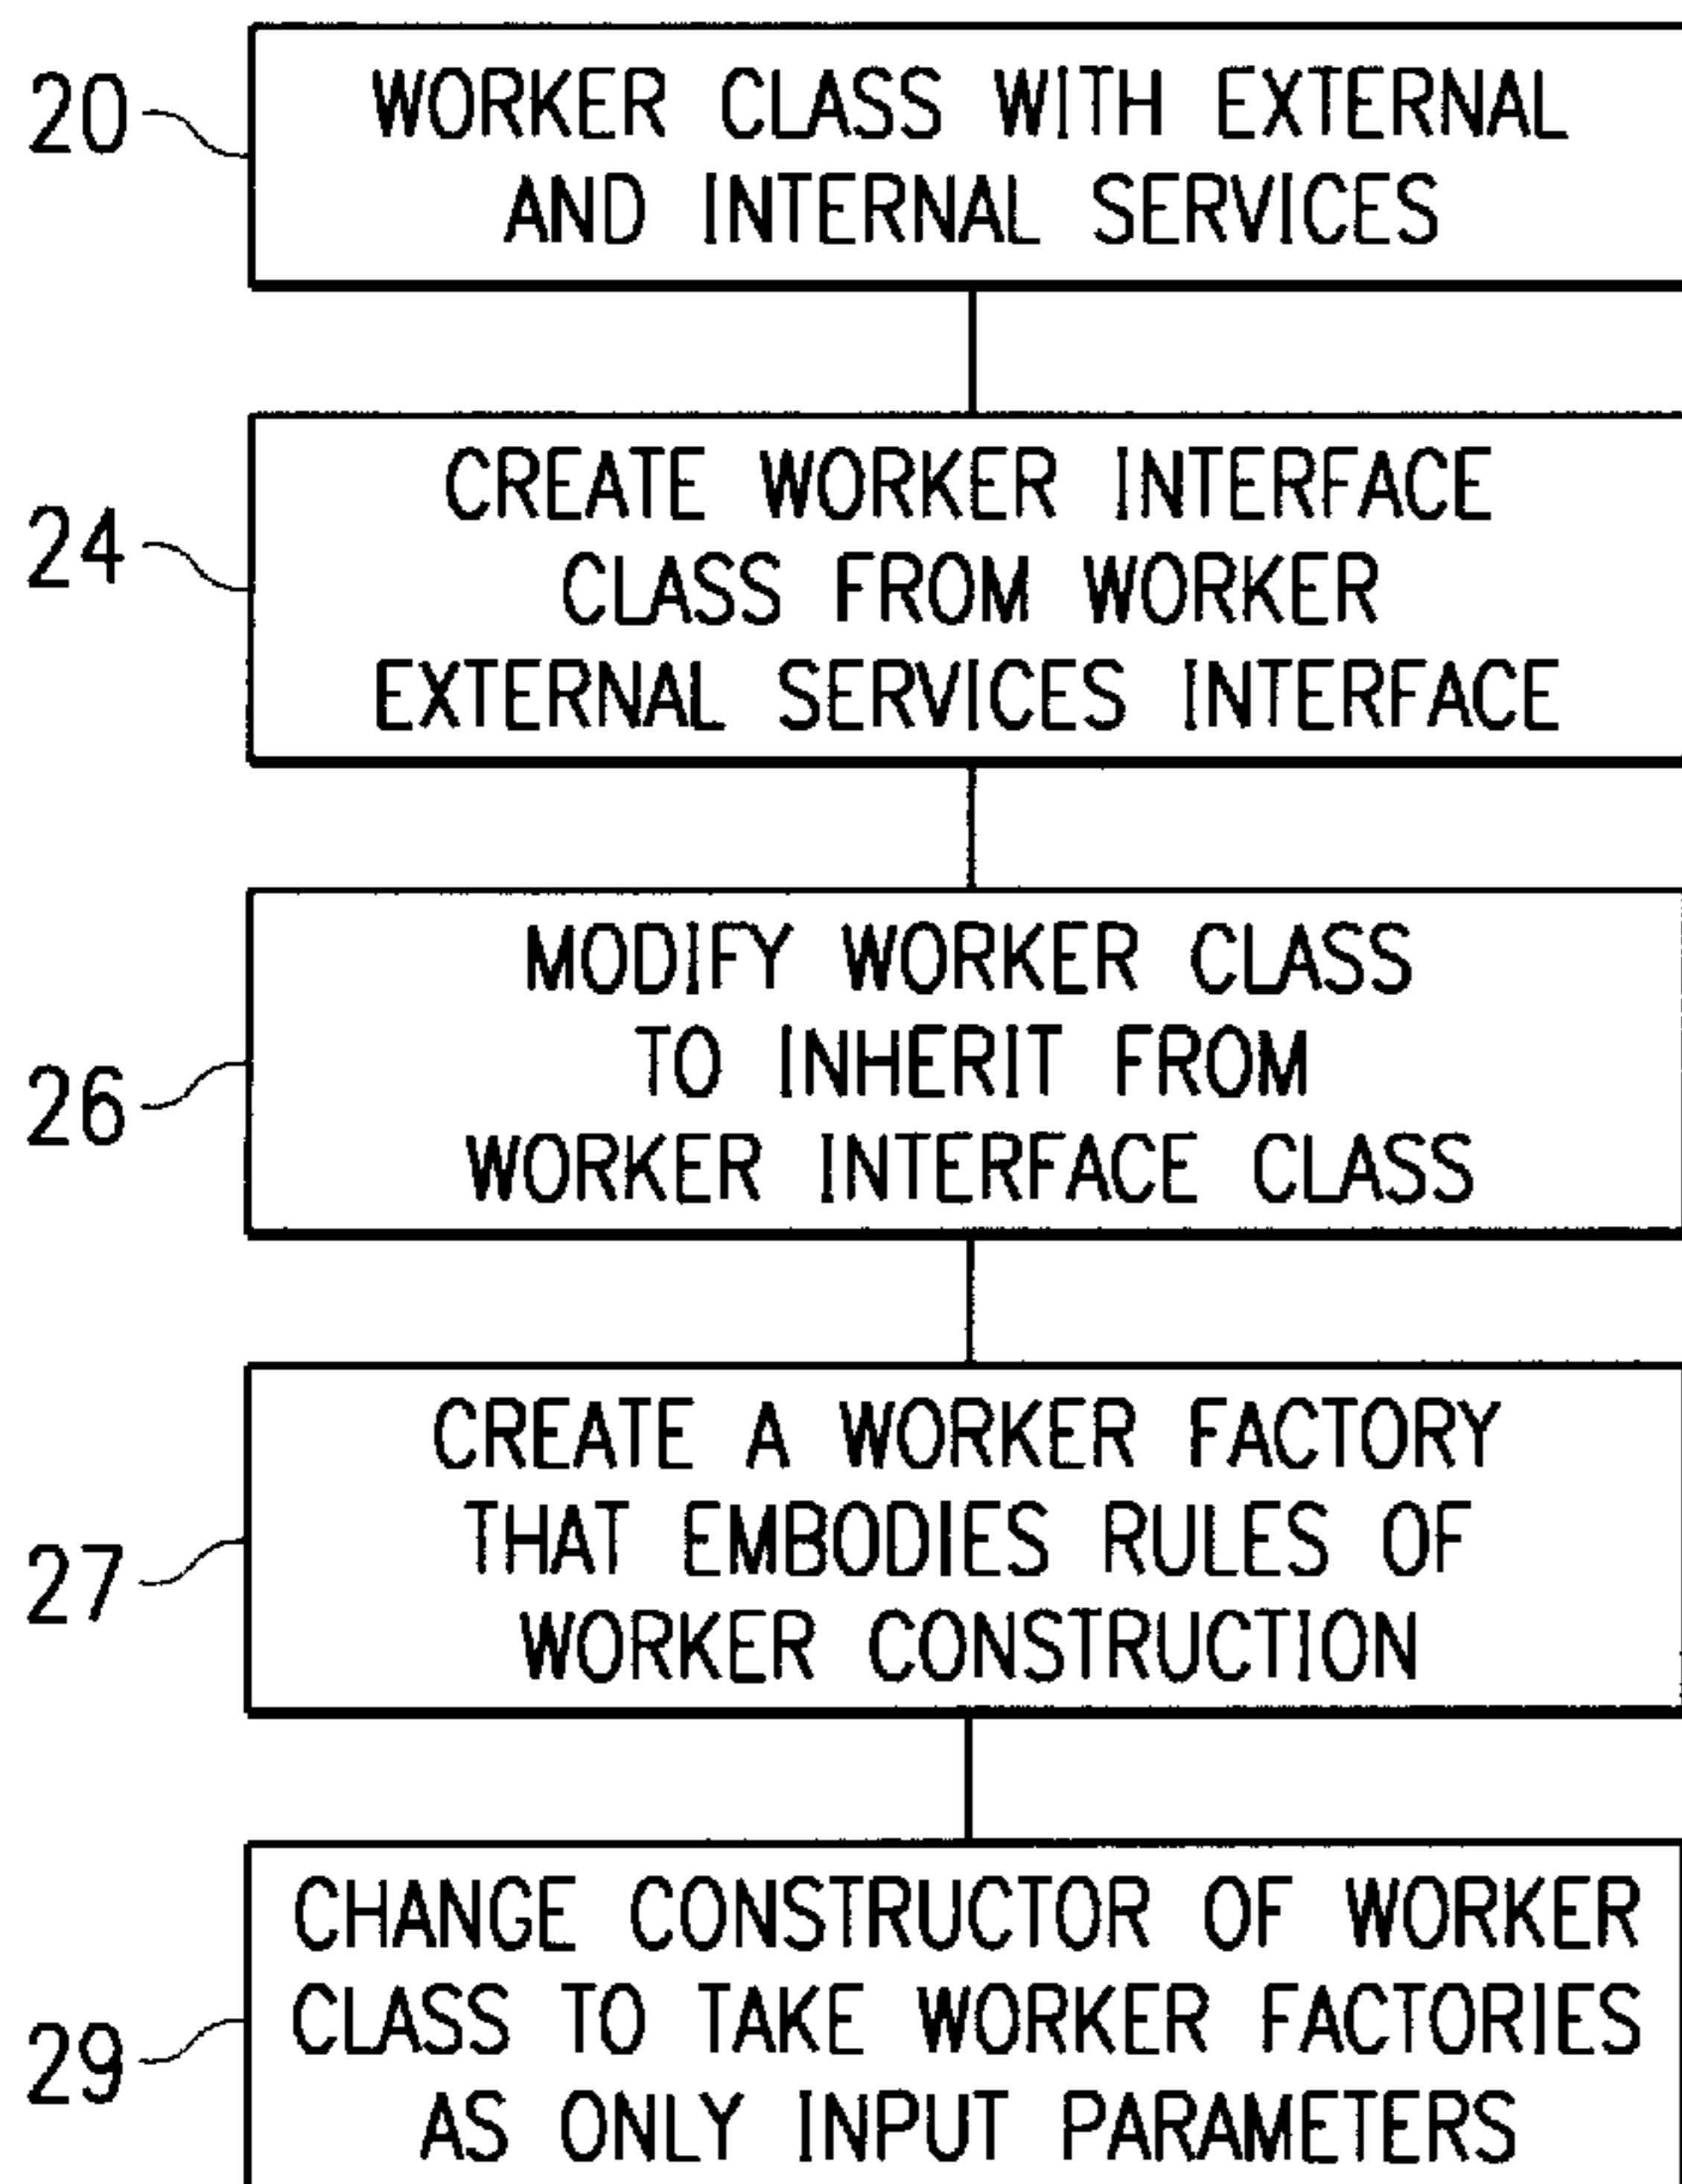 20
WORKER CLASS WITH EXTERNAL
AND INTERNAL SERVICES
24
CREATE WORKER INTERFACE
CLASS FROM WORKER
EXTERNAL SERVICES INTERFACE
26
MODIFY WORKER CLASS
TO INHERIT FROM
WORKER INTERFACE CLASS
27
CREATE A WORKER FACTORY
THAT EMBODIES RULES OF
WORKER CONSTRUCTION
29
CHANGE CONSTRUCTOR OF WORKER
CLASS TO TAKE WORKER FACTORIES
AS ONLY INPUT PARAMETERS